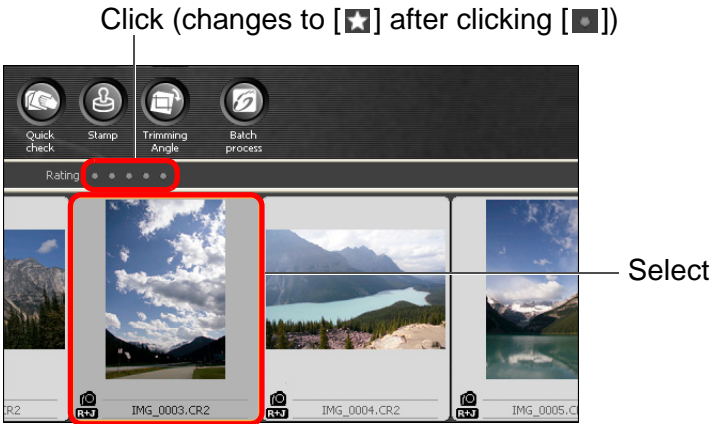 Click (changes to [★] after clicking [●])
Quick check
Stamp
Trimming Angle
Batch process
Rating
Select
R2
R+J
IMG_0003.CR2
R+J
IMG_0004.CR2
R+J
IMG_0005.C